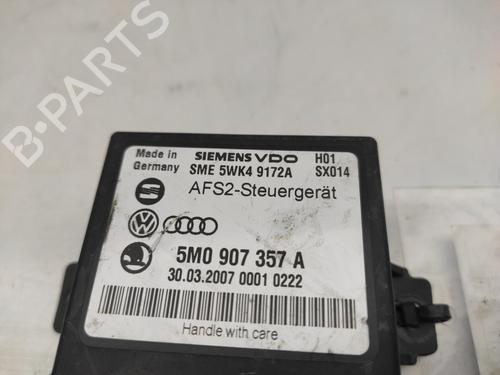 B-PARTS
Made in
Germany
SIEMENS VDO
SME 5WK4 9172A
H01
SX014
AFS2-Steuergerät
5M0 907 357 A
30.03.2007 0001 0222
Handle with care